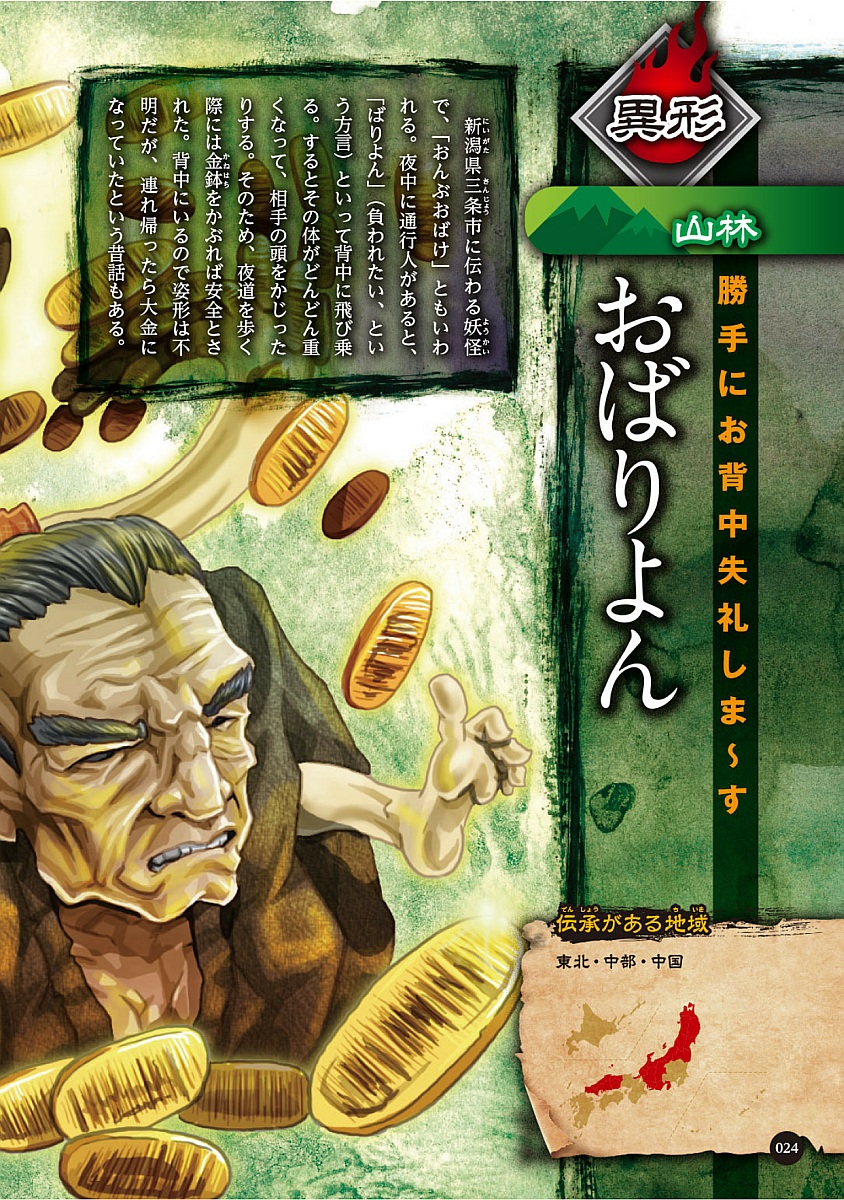 異形
山林
勝手にお背中失礼しま〜す
おばりよん
新潟県三条市に伝わる妖怪
で、「おんぶおばけ」ともいわ
れる。夜中に通行人があると、
「ばりよん」(負われたい、とい
う方言)といって背中に飛び乗
る。するとその体がどんどん重
くなって、相手の頭をかじった
りする。そのため、夜道を歩く
際には金鉢をかぶれば安全とさ
れた。背中にいるので姿形は不
明だが、連れ帰ったら大金に
なっていたという昔話もある。
伝承がある地域
東北・中部・中国
024